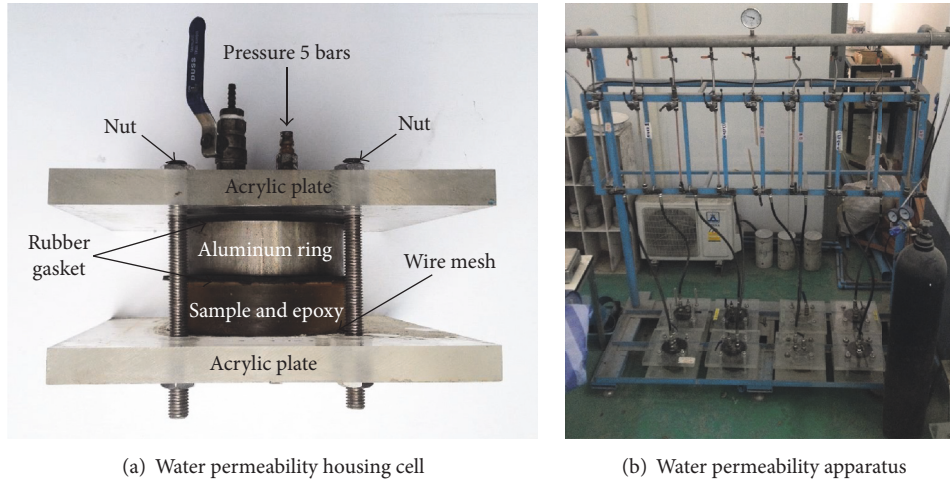 Pressure 5 bars
Nut
Nut
Acrylic plate
Rubber
gasket
Aluminum ring
Wire mesh
Sample and epoxy
Acrylic plate
(a) Water permeability housing cell
(b) Water permeability apparatus